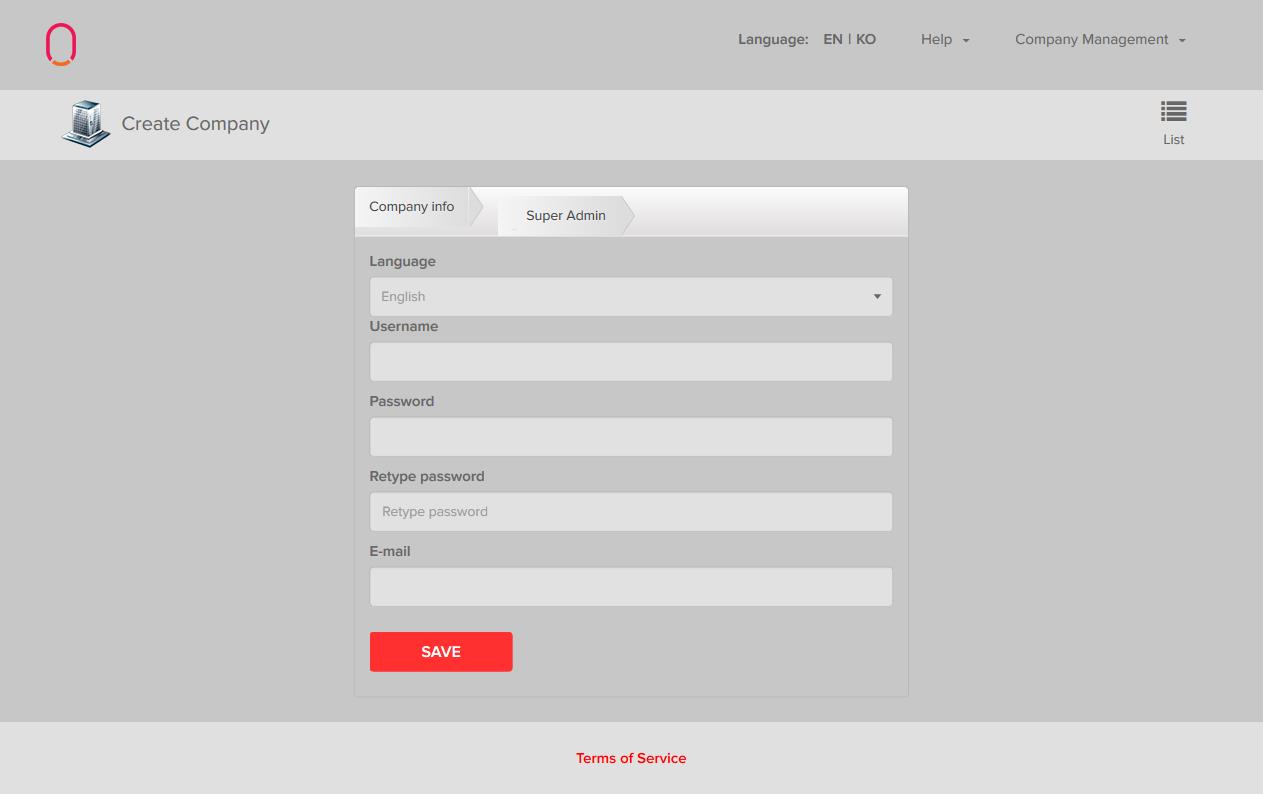 Language: EN | KO Help Company Management
Create Company
List
Company info
Super Admin
Language
English
Username
Password
Retype password
Retype password
E-mail
SAVE
Terms of Service